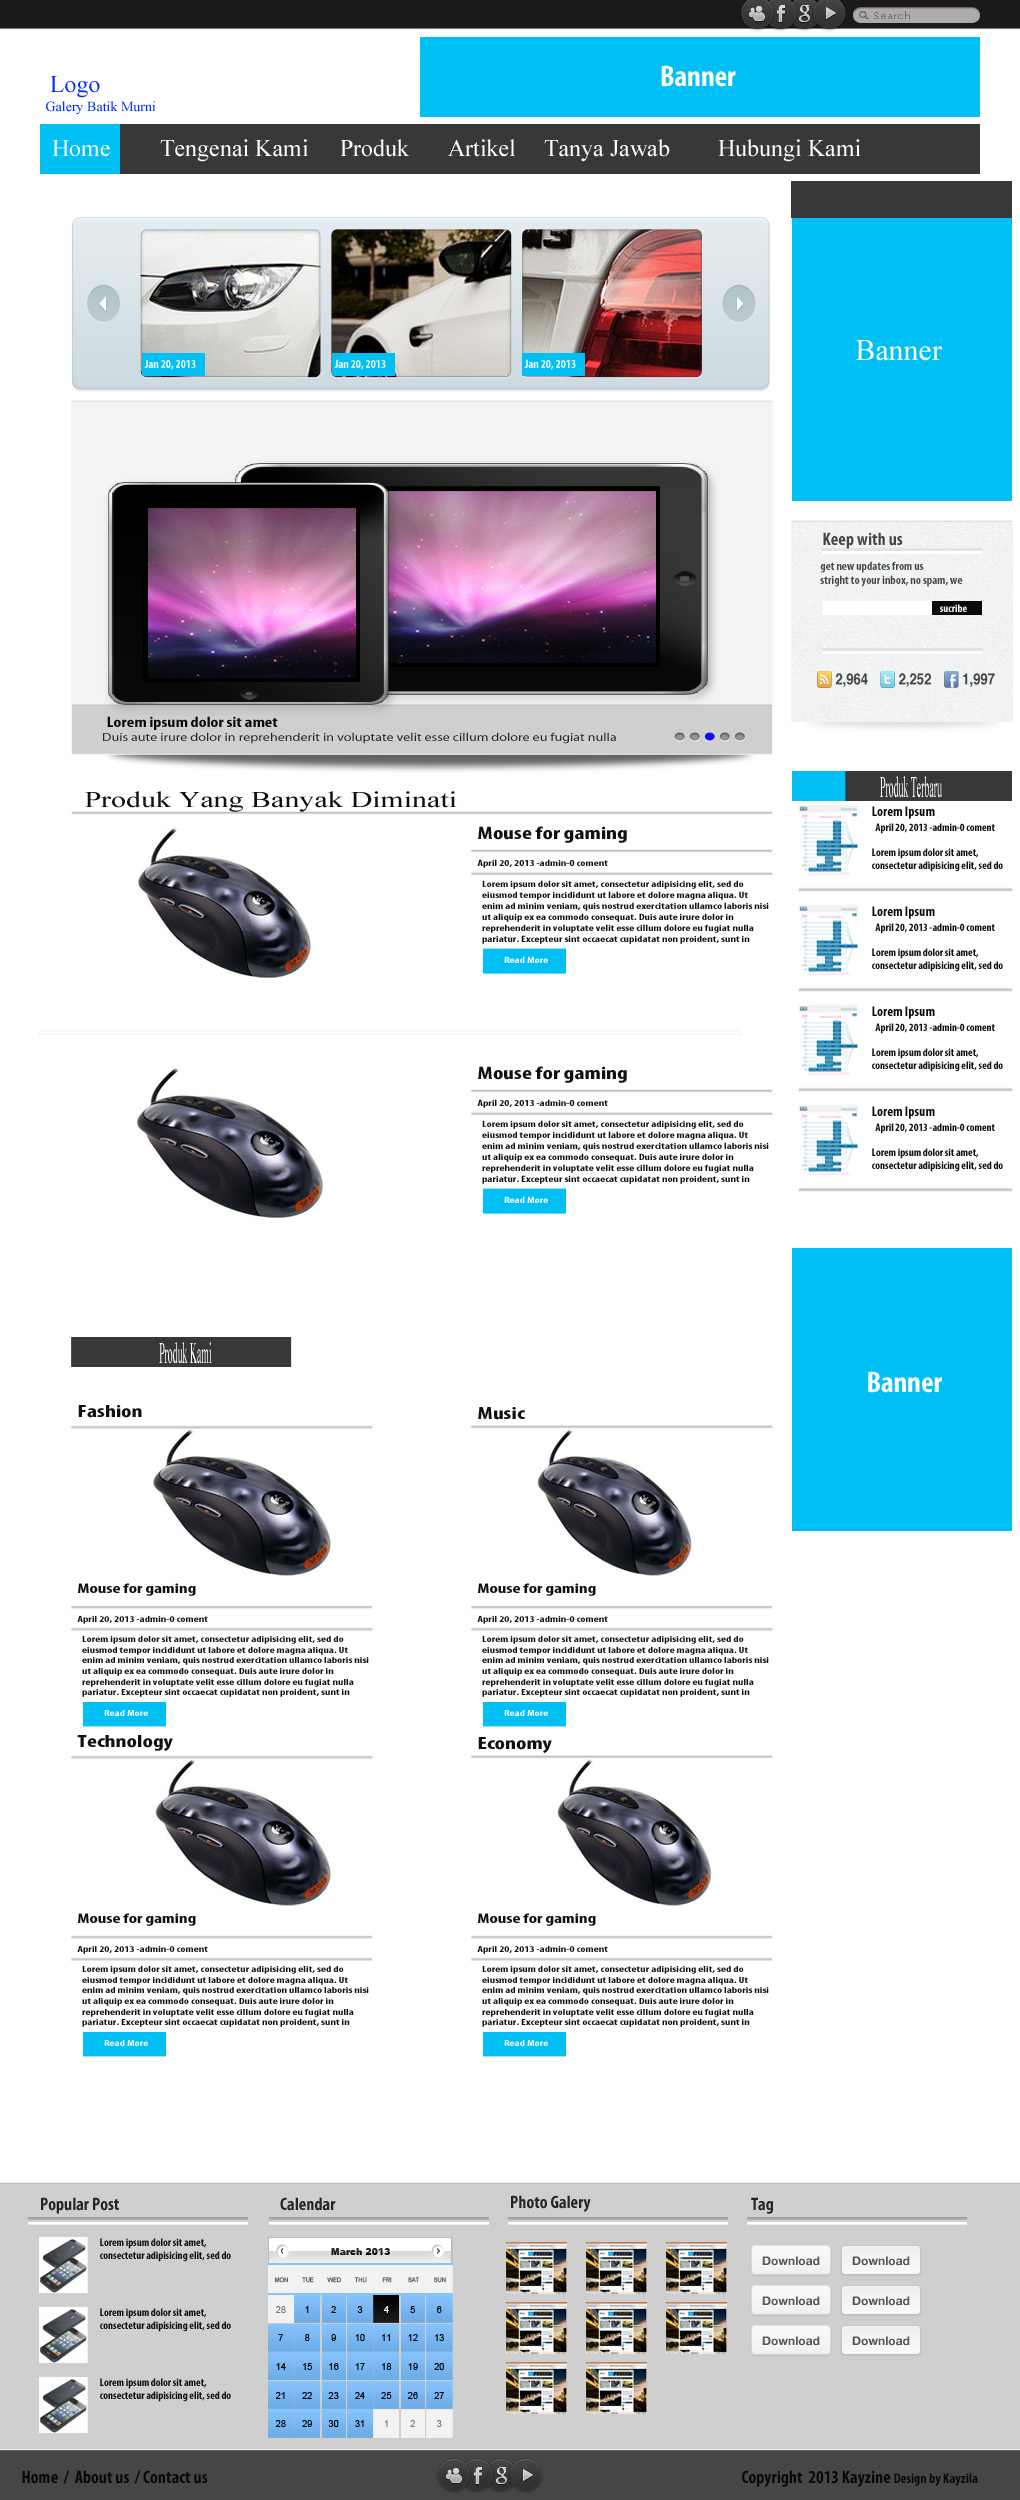 Search
Logo
Galery Batik Murni
Banner
Home
Tengenai Kami
Produk
Artikel
Tanya Jawab
Hubungi Kami
Jan 20, 2013
Jan 20, 2013
Jan 20, 2013
Banner
Keep with us
get new updates from us
stright to your inbox, no spam, we
sucribe
2,964
2,252
1,997
Lorem ipsum dolor sit amet
Duis aute irure dolor in reprehenderit in voluptate velit esse cillum dolore eu fugiat nulla
Produk Yang Banyak Diminati
Mouse for gaming
April 20, 2013 -admin-0 coment
Lorem ipsum dolor sit amet, consectetur adipisicing elit, sed do
eiusmod tempor incididunt ut labore et dolore magna aliqua. Ut
enim ad minim veniam, quis nostrud exercitation ullamco laboris nisi
ut aliquip ex ea commodo consequat. Duis aute irure dolor in
reprehenderit in voluptate velit esse cillum dolore eu fugiat nulla
pariatur. Excepteur sint occaecat cupidatat non proident, sunt in
Read More
Mouse for gaming
April 20, 2013 -admin-0 coment
Lorem ipsum dolor sit amet, consectetur adipisicing elit, sed do
eiusmod tempor incididunt ut labore et dolore magna aliqua. Ut
enim ad minim veniam, quis nostrud exercitation ullamco laboris nisi
ut aliquip ex ea commodo consequat. Duis aute irure dolor in
reprehenderit in voluptate velit esse cillum dolore eu fugiat nulla
pariatur. Excepteur sint occaecat cupidatat non proident, sunt in
Read More
Produk Terbaru
Lorem Ipsum
April 20, 2013 -admin-0 coment
Lorem ipsum dolor sit amet,
consectetur adipisicing elit, sed do
Lorem Ipsum
April 20, 2013 -admin-0 coment
Lorem ipsum dolor sit amet,
consectetur adipisicing elit, sed do
Lorem Ipsum
April 20, 2013 -admin-0 coment
Lorem ipsum dolor sit amet,
consectetur adipisicing elit, sed do
Lorem Ipsum
April 20, 2013 -admin-0 coment
Lorem ipsum dolor sit amet,
consectetur adipisicing elit, sed do
Banner
Produk Kami
Fashion
Mouse for gaming
April 20, 2013 -admin-0 coment
Lorem ipsum dolor sit amet, consectetur adipisicing elit, sed do
eiusmod tempor incididunt ut labore et dolore magna aliqua. Ut
enim ad minim veniam, quis nostrud exercitation ullamco laboris nisi
ut aliquip ex ea commodo consequat. Duis aute irure dolor in
reprehenderit in voluptate velit esse cillum dolore eu fugiat nulla
pariatur. Excepteur sint occaecat cupidatat non proident, sunt in
Read More
Music
Mouse for gaming
April 20, 2013 -admin-0 coment
Lorem ipsum dolor sit amet, consectetur adipisicing elit, sed do
eiusmod tempor incididunt ut labore et dolore magna aliqua. Ut
enim ad minim veniam, quis nostrud exercitation ullamco laboris nisi
ut aliquip ex ea commodo consequat. Duis aute irure dolor in
reprehenderit in voluptate velit esse cillum dolore eu fugiat nulla
pariatur. Excepteur sint occaecat cupidatat non proident, sunt in
Read More
Technology
Mouse for gaming
April 20, 2013 -admin-0 coment
Lorem ipsum dolor sit amet, consectetur adipisicing elit, sed do
eiusmod tempor incididunt ut labore et dolore magna aliqua. Ut
enim ad minim veniam, quis nostrud exercitation ullamco laboris nisi
ut aliquip ex ea commodo consequat. Duis aute irure dolor in
reprehenderit in voluptate velit esse cillum dolore eu fugiat nulla
pariatur. Excepteur sint occaecat cupidatat non proident, sunt in
Read More
Economy
Mouse for gaming
April 20, 2013 -admin-0 coment
Lorem ipsum dolor sit amet, consectetur adipisicing elit, sed do
eiusmod tempor incididunt ut labore et dolore magna aliqua. Ut
enim ad minim veniam, quis nostrud exercitation ullamco laboris nisi
ut aliquip ex ea commodo consequat. Duis aute irure dolor in
reprehenderit in voluptate velit esse cillum dolore eu fugiat nulla
pariatur. Excepteur sint occaecat cupidatat non proident, sunt in
Read More
Popular Post
Lorem ipsum dolor sit amet,
consectetur adipisicing elit, sed do
Lorem ipsum dolor sit amet,
consectetur adipisicing elit, sed do
Lorem ipsum dolor sit amet,
consectetur adipisicing elit, sed do
Calendar
March 2013
MON TUE WED THU FRI SAT SUN
28 1 2 3 4 5 6
7 8 9 10 11 12 13
14 15 16 17 18 19 20
21 22 23 24 25 26 27
28 29 30 31 1 2 3
Photo Galery
Tag
Download Download
Download Download
Download Download
Home / About us / Contact us
Copyright 2013 Kayzine Design by Kayzila